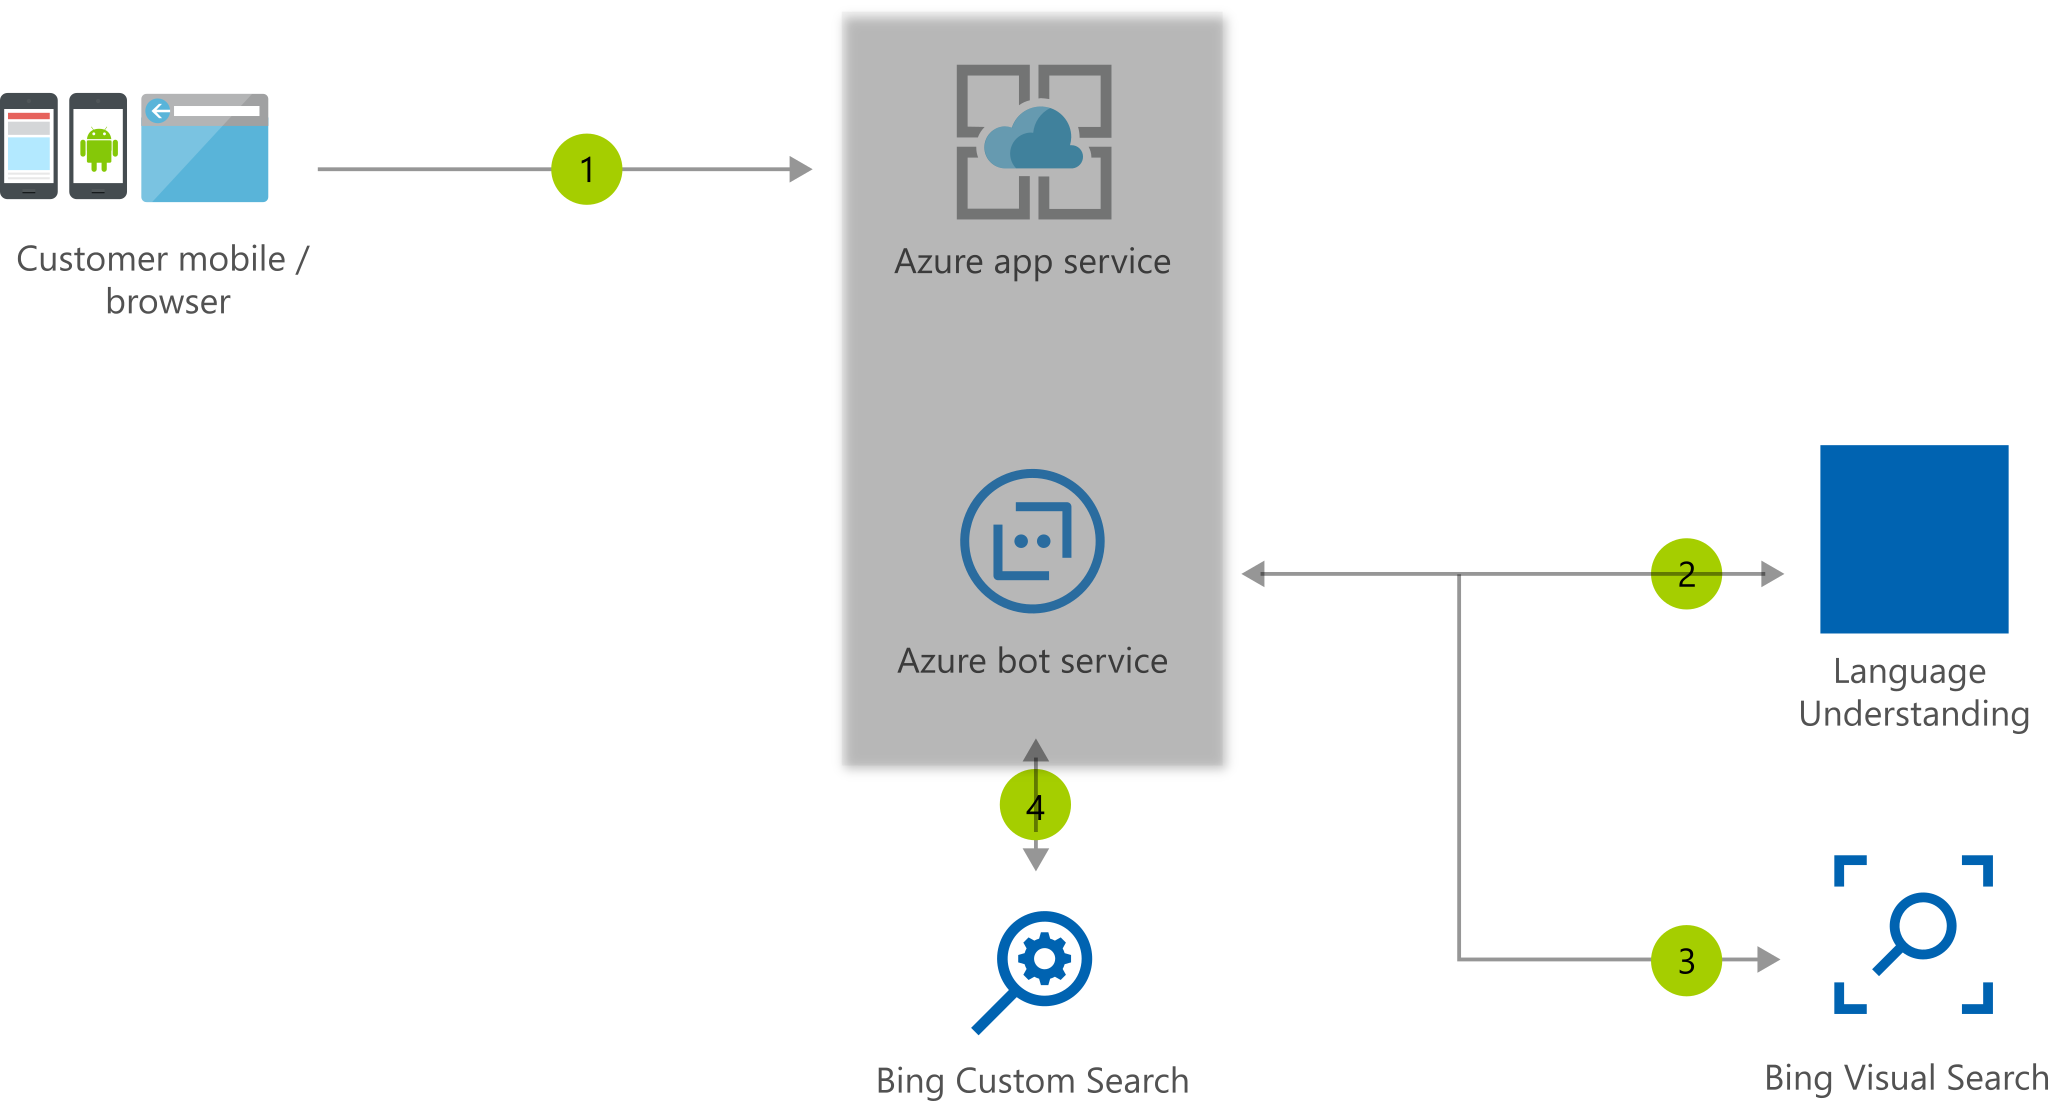 1
Azure app service
Customer mobile /
browser
2
Azure bot service
Language
Understanding
4
3
Bing Custom Search
Bing Visual Search